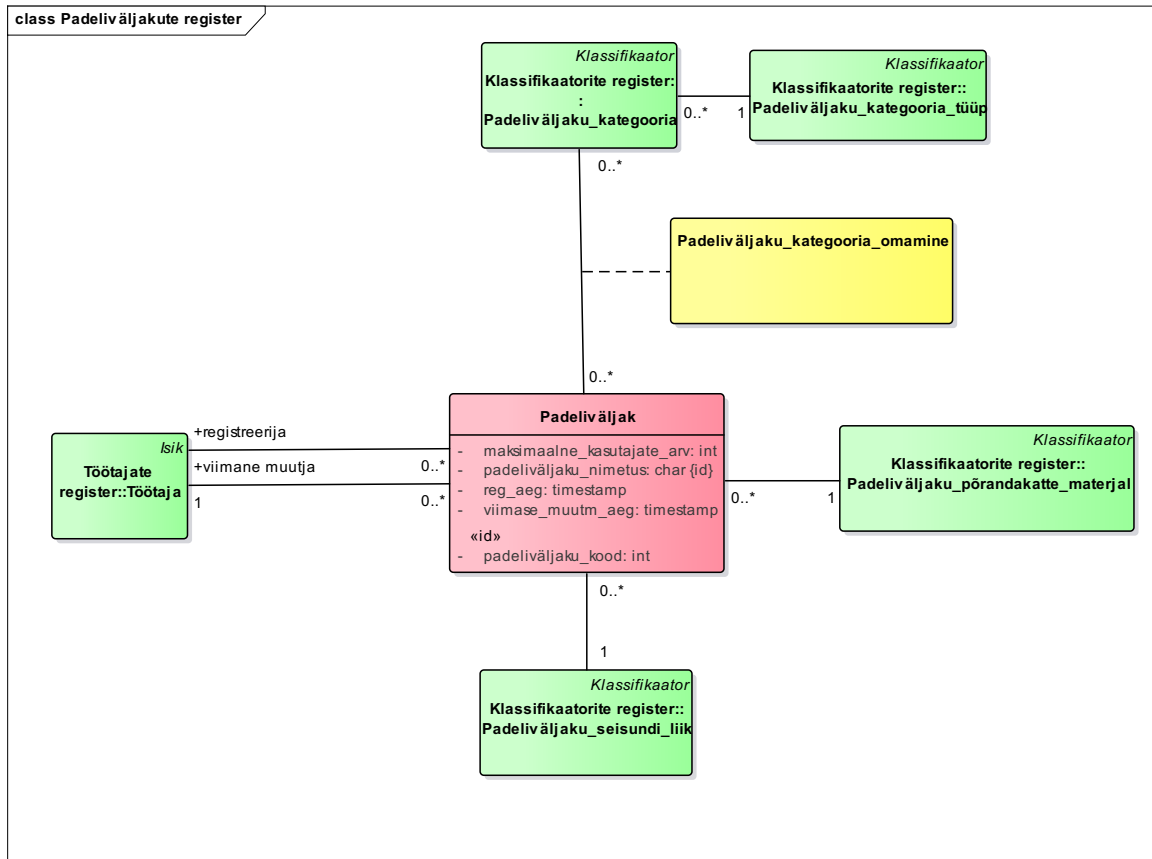 class Padeliväljakute register
Klassifikaator
Klassifikaatorite register:
:
Padeliväljaku_kategooria
0..*
1
Klassifikaator
Klassifikaatorite register::
Padeliväljaku_kategooria_tüüp
0..*
Padeliväljaku_kategooria_omamine
0..*
Isik
Töötajate
register::Töötaja
+registreerija
0..*
+viimane muutja
1
0..*
Padeliväljak
- maksimaalne_kasutajate_arv: int
- padeliväljaku_nimetus: char {id}
- reg_aeg: timestamp
- viimase_muutm_aeg: timestamp
«id»
- padeliväljaku_kood: int
0..*
1
Klassifikaator
Klassifikaatorite register::
Padeliväljaku_põrandakatte_materjal
0..*
1
Klassifikaator
Klassifikaatorite register::
Padeliväljaku_seisundi_liik